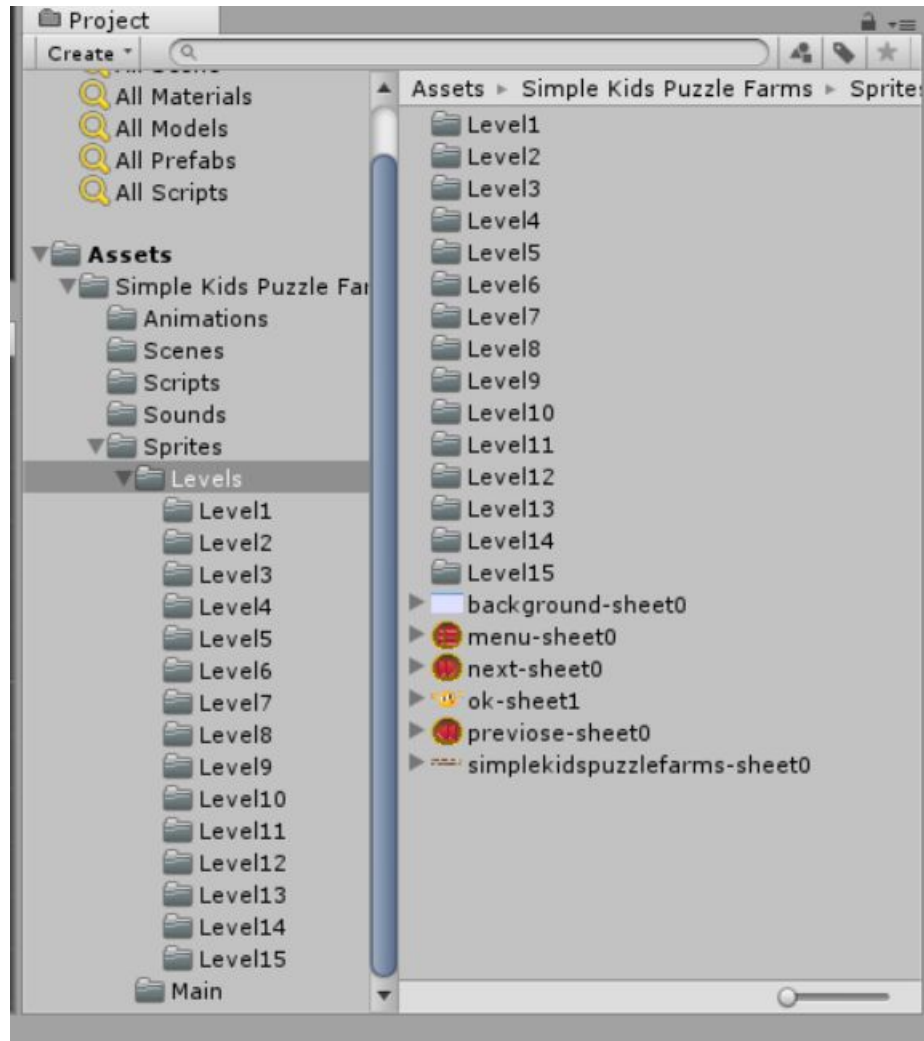 Project
Create
All Materials
All Models
All Prefabs
All Scripts
Assets
Simple Kids Puzzle Far
Animations
Scenes
Scripts
Sounds
Sprites
Levels
Level1
Level2
Level3
Level4
Level5
Level6
Level7
Level8
Level9
Level10
Level11
Level12
Level13
Level14
Level15
Main
Assets ▸ Simple Kids Puzzle Farms ▸ Sprites
Level1
Level2
Level3
Level4
Level5
Level6
Level7
Level8
Level9
Level10
Level11
Level12
Level13
Level14
Level15
background-sheet0
menu-sheet0
next-sheet0
ok-sheet1
previose-sheet0
simplekidspuzzlefarms-sheet0